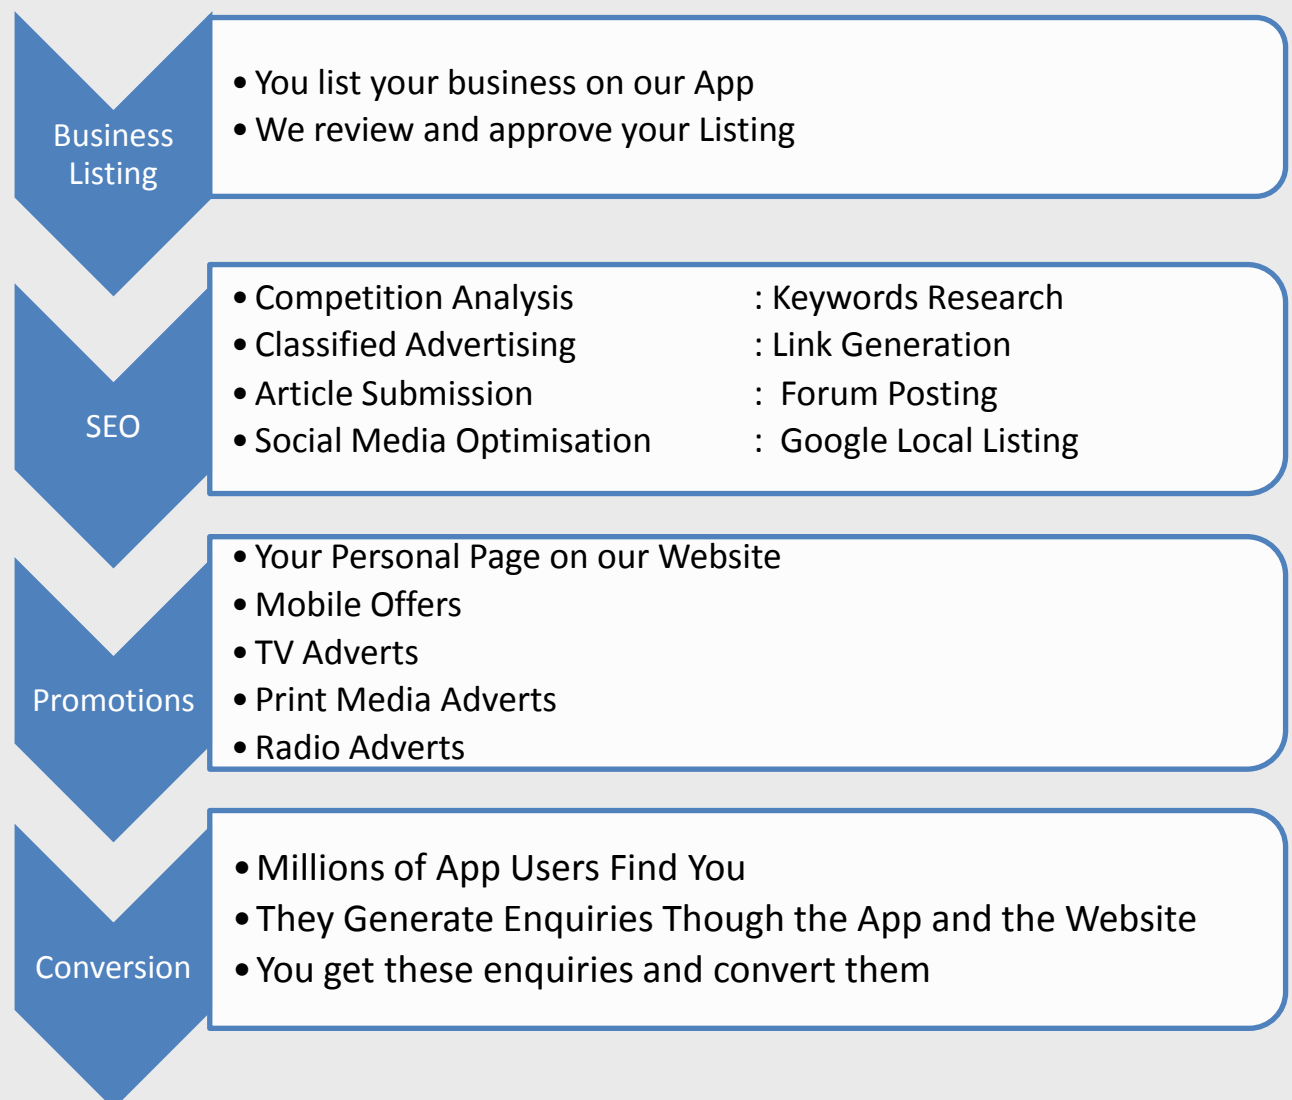 Business
Listing
• You list your business on our App
• We review and approve your Listing
SEO
• Competition Analysis : Keywords Research
• Classified Advertising : Link Generation
• Article Submission : Forum Posting
• Social Media Optimisation : Google Local Listing
Promotions
• Your Personal Page on our Website
• Mobile Offers
• TV Adverts
• Print Media Adverts
• Radio Adverts
Conversion
• Millions of App Users Find You
• They Generate Enquiries Though the App and the Website
• You get these enquiries and convert them